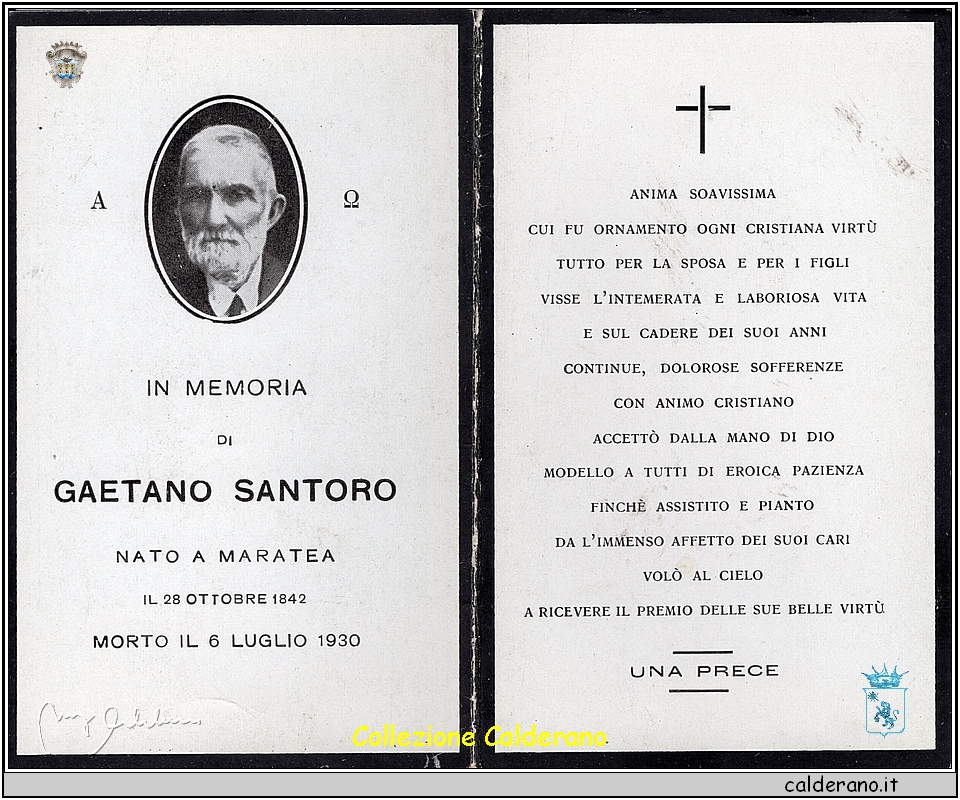 Α
Ω
IN MEMORIA
DI
GAETANO SANTORO
NATO A MARATEA
IL 28 OTTOBRE 1842
MORTO IL 6 LUGLIO 1930
ANIMA SOAVISSIMA
CUI FU ORNAMENTO OGNI CRISTIANA VIRTÙ
TUTTO PER LA SPOSA E PER I FIGLI
VISSE L'INTEMERATA E LABORIOSA VITA
E SUL CADERE DEI SUOI ANNI
CONTINUE, DOLOROSE SOFFERENZE
CON ANIMO CRISTIANO
ACCETTÒ DALLA MANO DI DIO
MODELLO A TUTTI DI EROICA PAZIENZA
FINCHÈ ASSISTITO E PIANTO
DA L'IMMENSO AFFETTO DEI SUOI CARI
VOLÒ AL CIELO
A RICEVERE IL PREMIO DELLE SUE BELLE VIRTÙ
UNA PRECE
Collezione Calderano
calderano.it